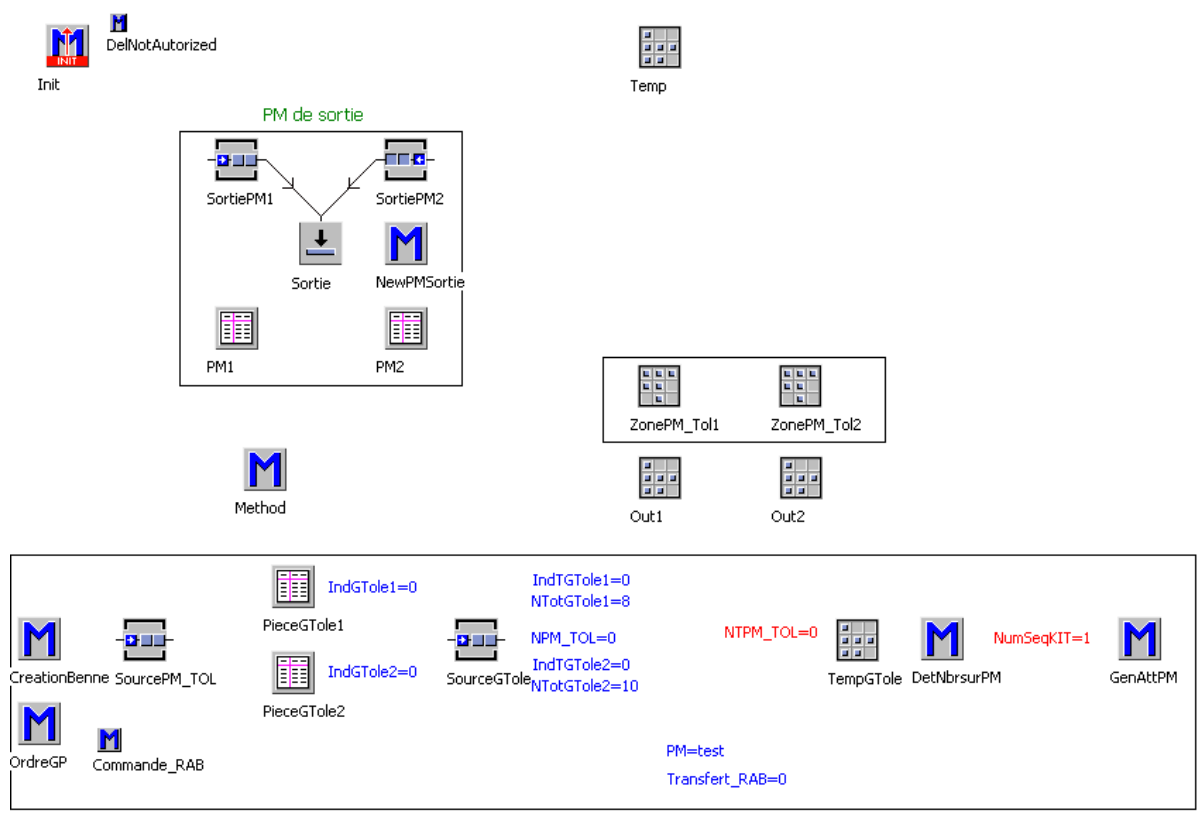 INIT
Init
DelNotAutorized
Temp
PM de sortie
SortiePM1
SortiePM2
Sortie
NewPMSortie
PM1
PM2
ZonePM_Tol1
ZonePM_Tol2
Method
Out1
Out2
IndGTole1=0
PieceGTole1
IndTGTole1=0
NTotGTole1=8
NPM_TOL=0
NTPM_TOL=0
NumSeqKIT=1
CreationBenne
SourcePM_TOL
IndGTole2=0
SourceGTole
IndTGTole2=0
NTotGTole2=10
TempGTole
DetNbrsurPM
GenAttPM
PieceGTole2
OrdreGP
Commande_RAB
PM=test
Transfert_RAB=0